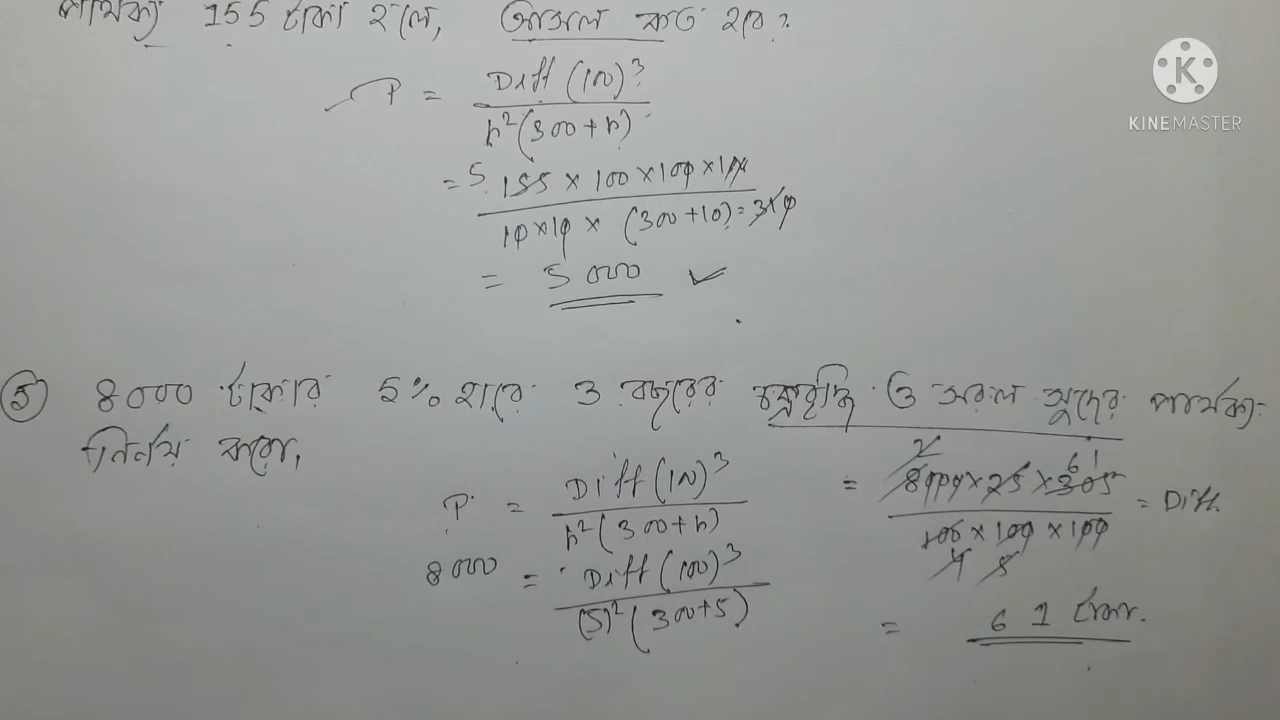 পার্থক্য 155 টাকা হলে, আসল কত হবে?
KINEMASTER
P = Diff (100)³ / r²(300+r)
= 5 155 × 100 × 100 × 100 / 10 × 10 × (300+10) = 310
= 5000 ✓
⑤ 8000 টাকার 5% হারে 3 বছরের চক্রবৃদ্ধি ও সরল সুদের পার্থক্য
নির্ণয় করো,
P = Diff (100)³ / r²(300+r)
8000 = Diff (100)³ / (5)²(300+5)
= 8000 × 25 × 305 / 100 × 100 × 100 = Diff.
= 61 টাকা.